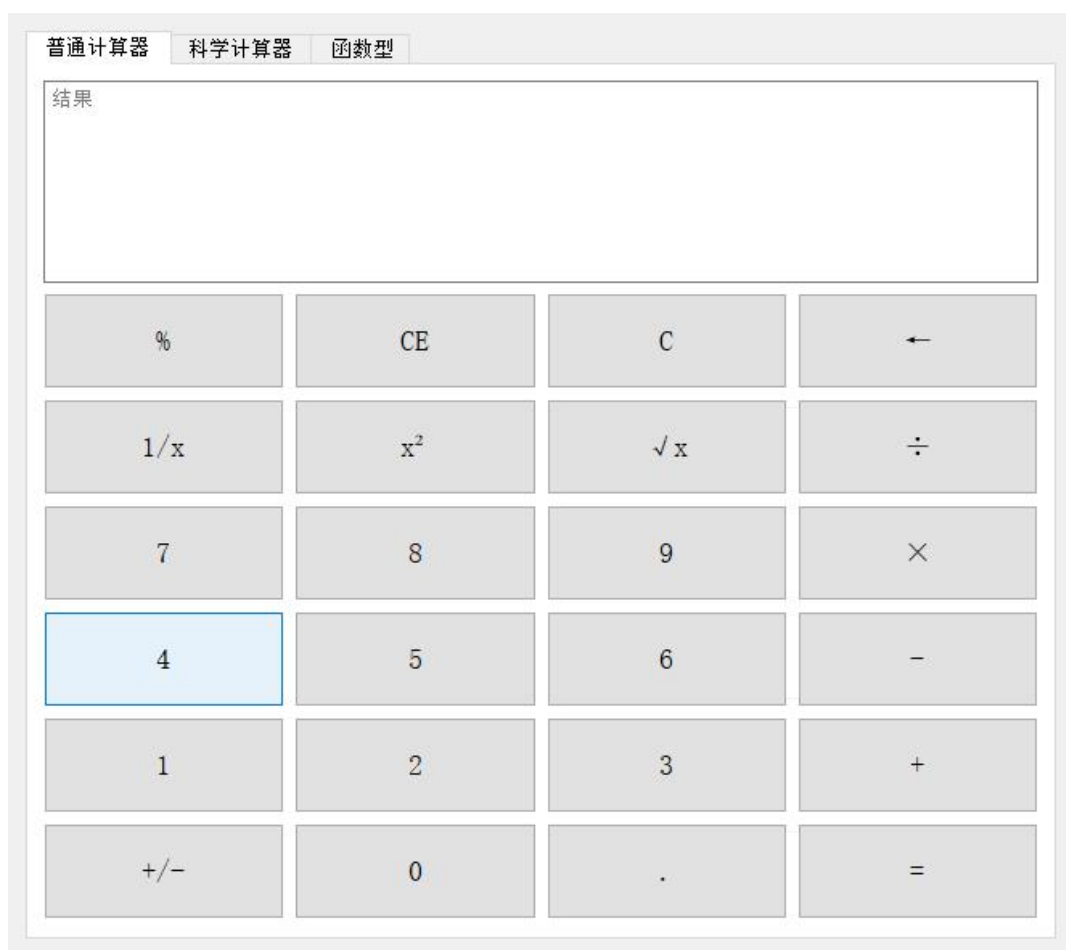 普通计算器 科学计算器 函数型
结果
% CE C ←
1/x x² √x ÷
7 8 9 ×
4 5 6 -
1 2 3 +
+/- 0 . =